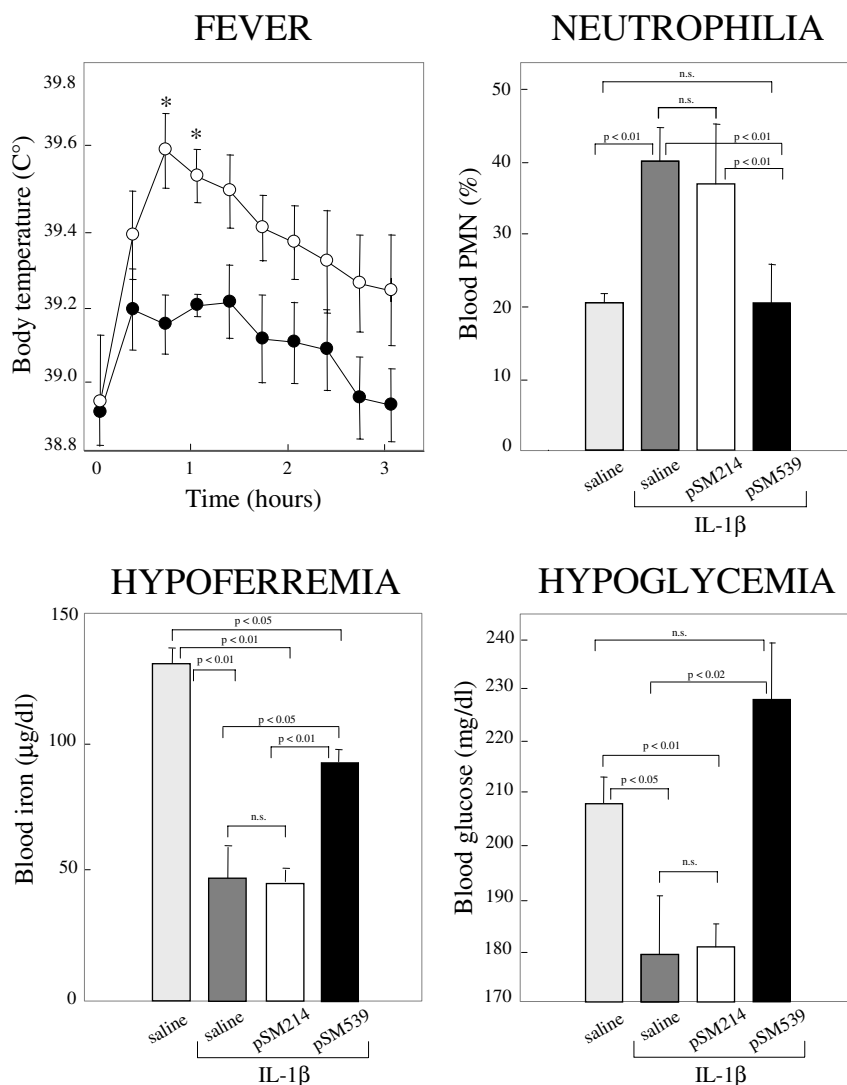 FEVER
Body temperature (C°)
39.8
39.6
39.4
39.2
39.0
38.8
*
*
0
1
2
3
Time (hours)
NEUTROPHILIA
Blood PMN (%)
50
40
30
20
10
0
n.s.
n.s.
p < 0.01
p < 0.01
p < 0.01
saline
saline
pSM214
pSM539
IL-1β
HYPOFERREMIA
Blood iron (μg/dl)
150
100
50
0
p < 0.05
p < 0.01
p < 0.01
p < 0.05
p < 0.01
n.s.
saline
saline
pSM214
pSM539
IL-1β
HYPOGLYCEMIA
Blood glucose (mg/dl)
240
230
220
210
200
190
180
170
n.s.
p < 0.02
p < 0.01
p < 0.05
n.s.
saline
saline
pSM214
pSM539
IL-1β